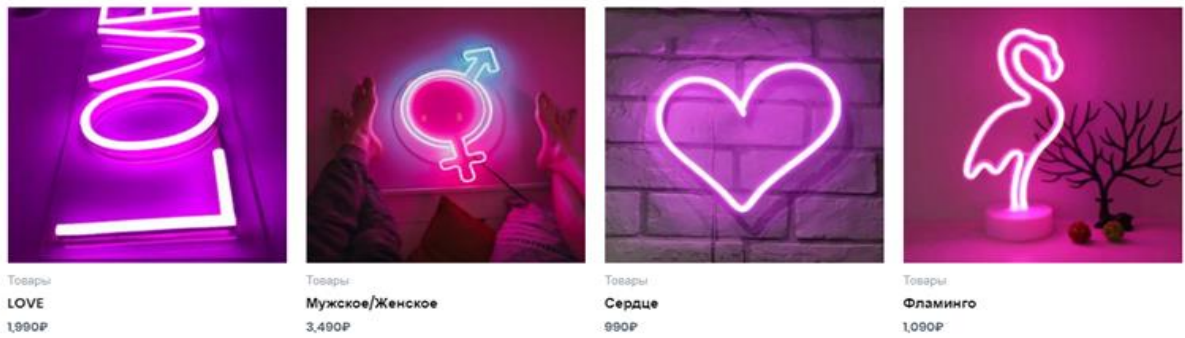 LOVE
Товары
LOVE
1,990₽
Товары
Мужское/Женское
3,490₽
Товары
Сердце
990₽
Товары
Фламинго
1,090₽